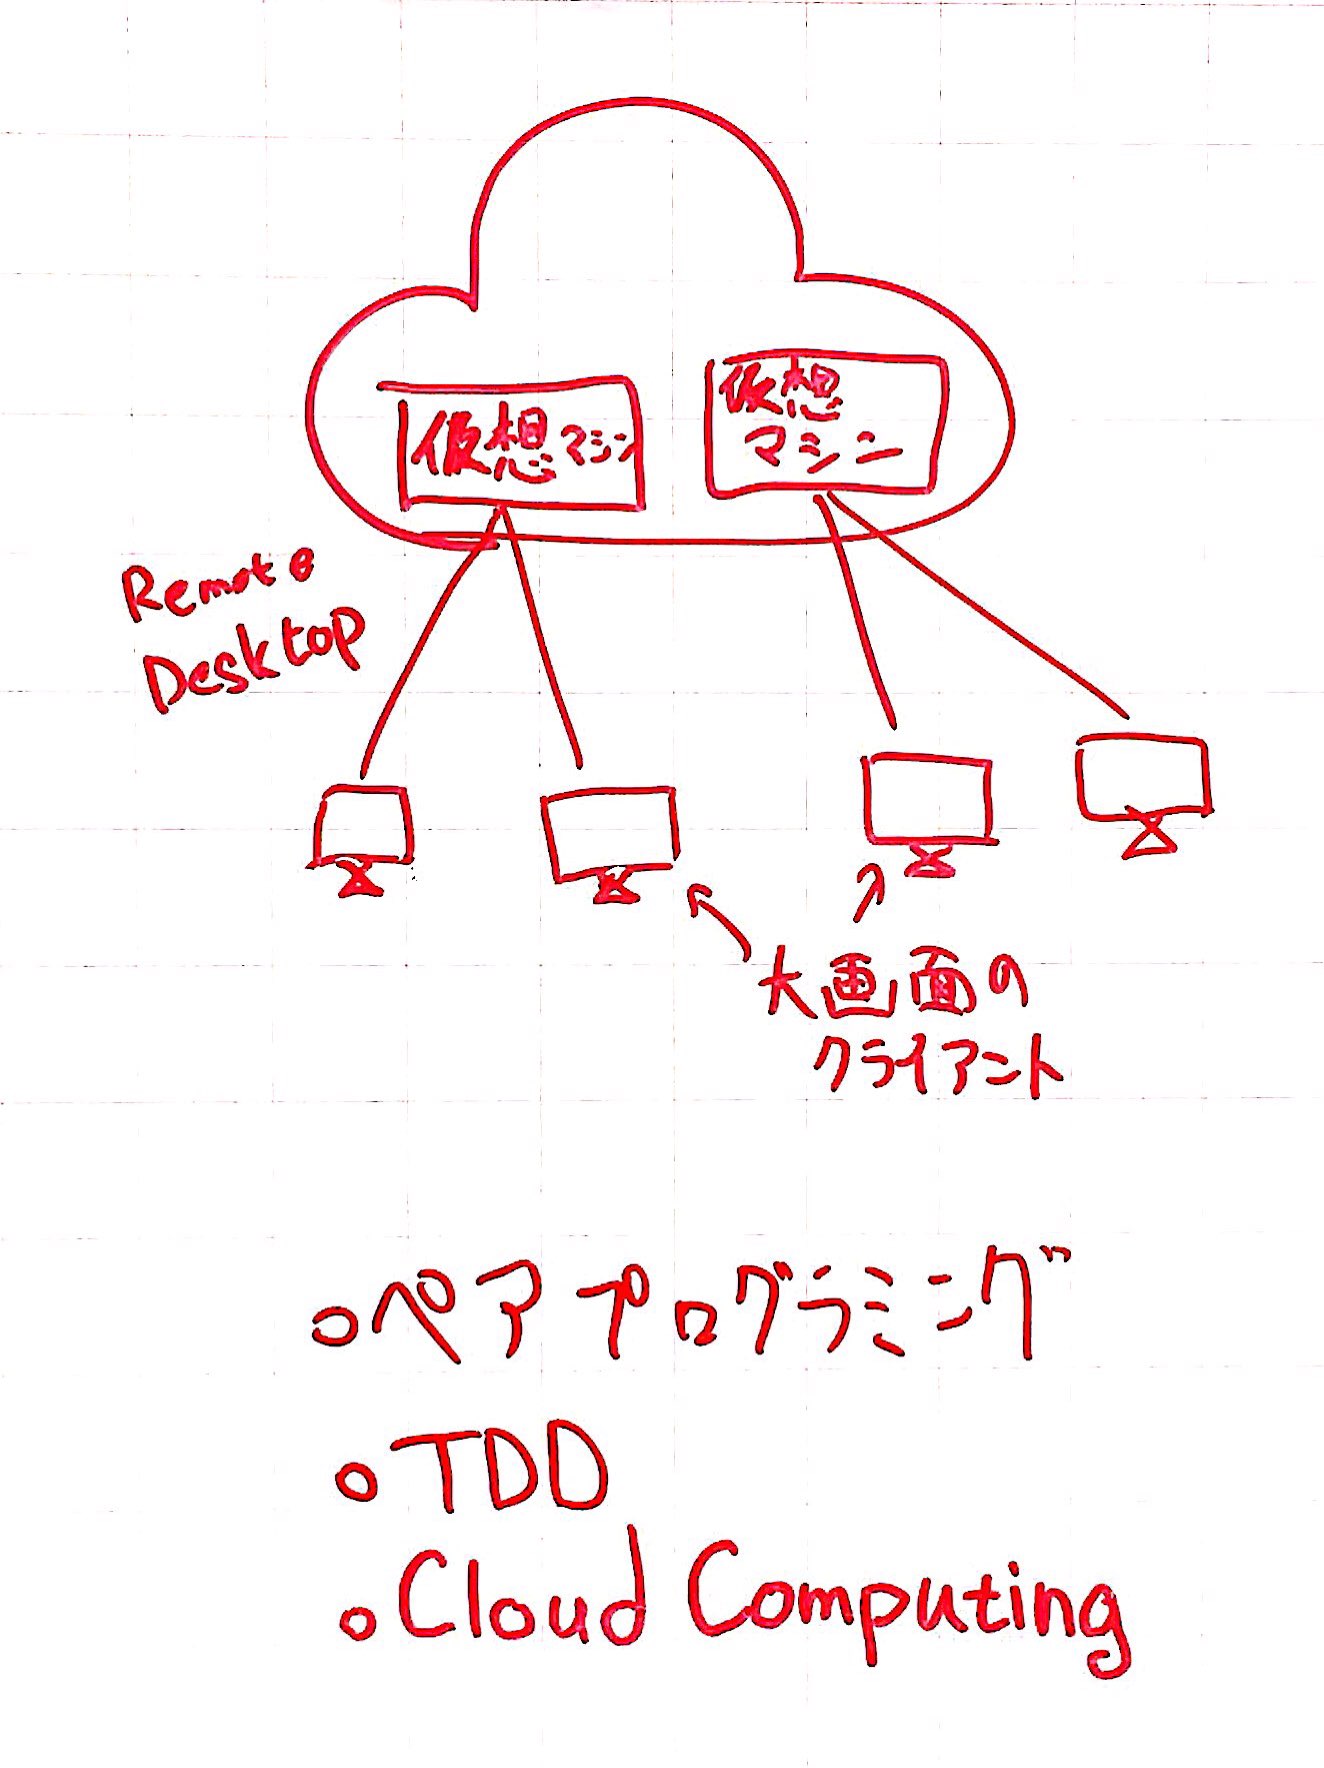 仮想マシン
仮想
マシン
Remote
Desktop
大画面の
クライアント
○ペアプログラミング
○TDD
○Cloud Computing